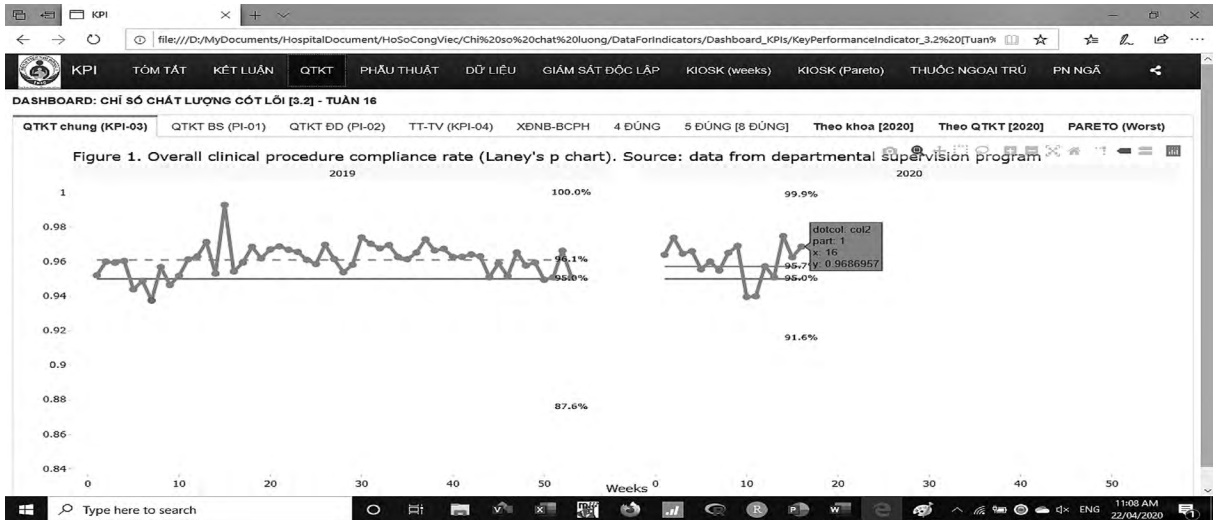 KPI
file:///D:/MyDocuments/HospitalDocument/HoSoCongViec/Chi%20so%20chat%20luong/DataForIndicators/Dashboard_KPIs/KeyPerformanceIndicator_3.2%20[Tuan%
KPI TÓM TẮT KẾT LUẬN QTKT PHẪU THUẬT DỮ LIỆU GIÁM SÁT ĐỘC LẬP KIOSK (weeks) KIOSK (Pareto) THUỐC NGOẠI TRÚ PN NGÃ
DASHBOARD: CHỈ SỐ CHẤT LƯỢNG CỐT LÕI [3.2] - TUẦN 16
QTKT chung (KPI-03) QTKT BS (PI-01) QTKT ĐD (PI-02) TT-TV (KPI-04) XĐNB-BCPH 4 ĐÚNG 5 ĐÚNG [8 ĐÚNG] Theo khoa [2020] Theo QTKT [2020] PARETO (Worst)
Figure 1. Overall clinical procedure compliance rate (Laney's p chart). Source: data from departmental supervision program
2019 2020
1 100.0% 99.9%
0.98
dotcol: col2
part: 1
x: 16
y: 0.9686957
0.96 96.1% 95.7%
95.0% 95.0%
0.94
0.92
91.6%
0.9
0.88
87.6%
0.86
0.84
0 10 20 30 40 50 0 10 20 30 40 50
Weeks
Type here to search
ENG
11:08 AM
22/04/2020